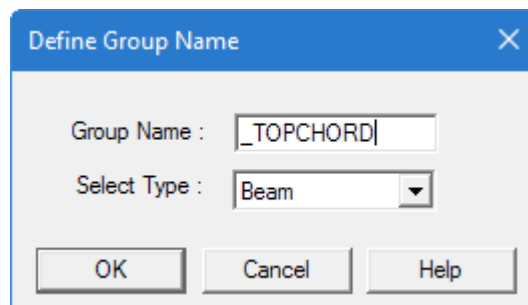 Define Group Name
Group Name : _TOPCHORD
Select Type : Beam
OK Cancel Help